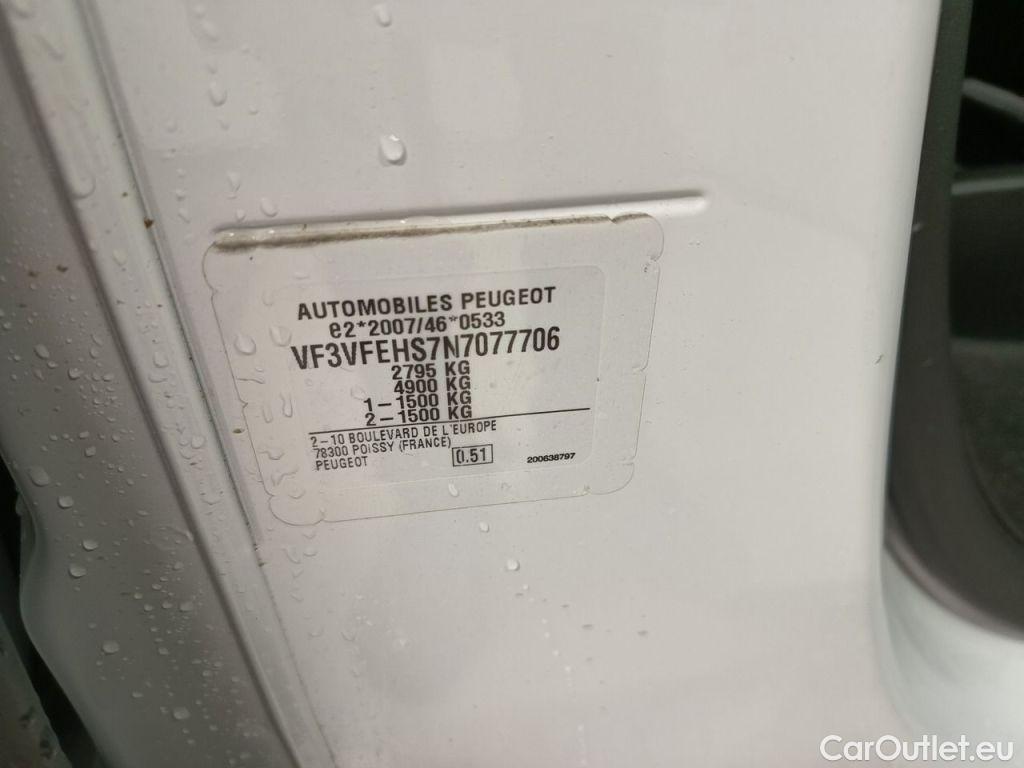 AUTOMOBILES PEUGEOT
e2*2007/46*0533
VF3VFEHS7N7077706
2795 KG
4900 KG
1-1500 KG
2-1500 KG
2-10 BOULEVARD DE L'EUROPE
78300 POISSY (FRANCE)
PEUGEOT
0.51
200638797
CarOutlet.eu